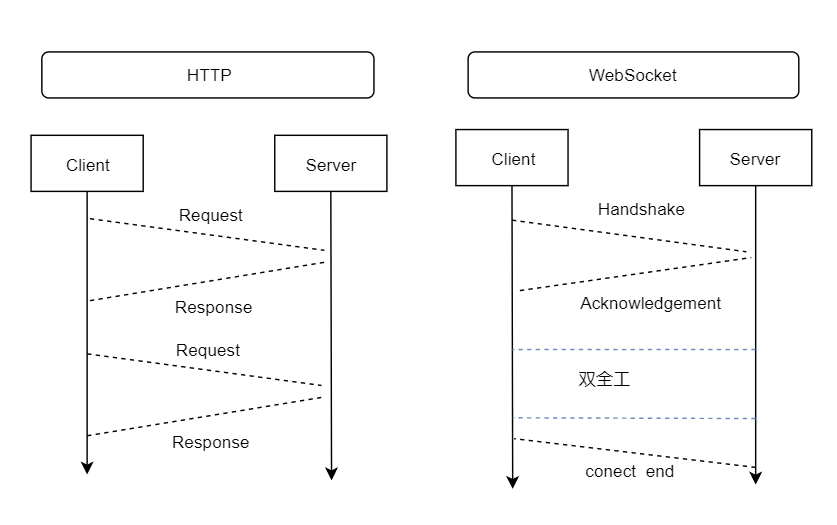 HTTP
Client
Server
Request
Response
Request
Response
WebSocket
Client
Server
Handshake
Acknowledgement
双全工
conect end